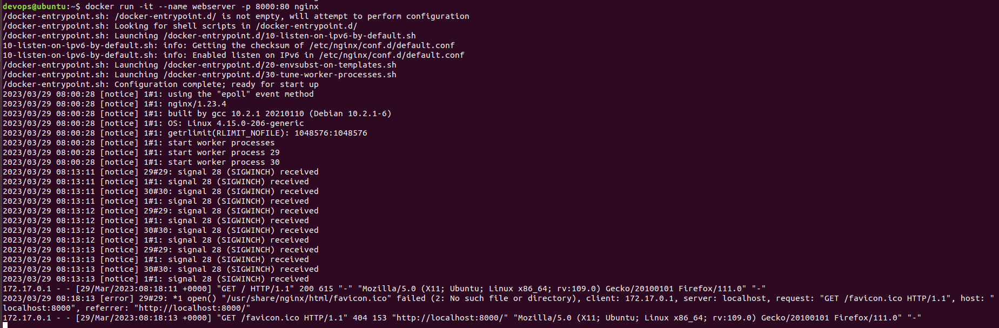 devops@ubuntu:~$ docker run -it --name webserver -p 8000:80 nginx
/docker-entrypoint.sh: /docker-entrypoint.d/ is not empty, will attempt to perform configuration
/docker-entrypoint.sh: Looking for shell scripts in /docker-entrypoint.d/
/docker-entrypoint.sh: Launching /docker-entrypoint.d/10-listen-on-ipv6-by-default.sh
10-listen-on-ipv6-by-default.sh: info: Getting the checksum of /etc/nginx/conf.d/default.conf
10-listen-on-ipv6-by-default.sh: info: Enabled listen on IPv6 in /etc/nginx/conf.d/default.conf
/docker-entrypoint.sh: Launching /docker-entrypoint.d/20-envsubst-on-templates.sh
/docker-entrypoint.sh: Launching /docker-entrypoint.d/30-tune-worker-processes.sh
/docker-entrypoint.sh: Configuration complete; ready for start up
2023/03/29 08:00:28 [notice] 1#1: using the "epoll" event method
2023/03/29 08:00:28 [notice] 1#1: nginx/1.23.4
2023/03/29 08:00:28 [notice] 1#1: built by gcc 10.2.1 20210110 (Debian 10.2.1-6)
2023/03/29 08:00:28 [notice] 1#1: OS: Linux 4.15.0-206-generic
2023/03/29 08:00:28 [notice] 1#1: getrlimit(RLIMIT_NOFILE): 1048576:1048576
2023/03/29 08:00:28 [notice] 1#1: start worker processes
2023/03/29 08:00:28 [notice] 1#1: start worker process 29
2023/03/29 08:00:28 [notice] 1#1: start worker process 30
2023/03/29 08:13:11 [notice] 29#29: signal 28 (SIGWINCH) received
2023/03/29 08:13:11 [notice] 1#1: signal 28 (SIGWINCH) received
2023/03/29 08:13:11 [notice] 30#30: signal 28 (SIGWINCH) received
2023/03/29 08:13:11 [notice] 1#1: signal 28 (SIGWINCH) received
2023/03/29 08:13:12 [notice] 29#29: signal 28 (SIGWINCH) received
2023/03/29 08:13:12 [notice] 1#1: signal 28 (SIGWINCH) received
2023/03/29 08:13:12 [notice] 30#30: signal 28 (SIGWINCH) received
2023/03/29 08:13:12 [notice] 1#1: signal 28 (SIGWINCH) received
2023/03/29 08:13:13 [notice] 29#29: signal 28 (SIGWINCH) received
2023/03/29 08:13:13 [notice] 1#1: signal 28 (SIGWINCH) received
2023/03/29 08:13:13 [notice] 30#30: signal 28 (SIGWINCH) received
2023/03/29 08:13:13 [notice] 1#1: signal 28 (SIGWINCH) received
172.17.0.1 - - [29/Mar/2023:08:18:11 +0000] "GET / HTTP/1.1" 200 615 "-" "Mozilla/5.0 (X11; Ubuntu; Linux x86_64; rv:109.0) Gecko/20100101 Firefox/111.0" "-"
2023/03/29 08:18:13 [error] 29#29: *1 open() "/usr/share/nginx/html/favicon.ico" failed (2: No such file or directory), client: 172.17.0.1, server: localhost, request: "GET /favicon.ico HTTP/1.1", host: "
localhost:8000", referrer: "http://localhost:8000/"
172.17.0.1 - - [29/Mar/2023:08:18:13 +0000] "GET /favicon.ico HTTP/1.1" 404 153 "http://localhost:8000/" "Mozilla/5.0 (X11; Ubuntu; Linux x86_64; rv:109.0) Gecko/20100101 Firefox/111.0" "-"